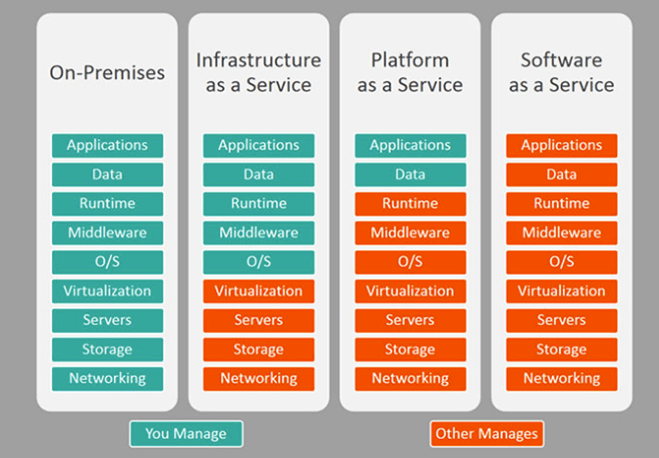 On-Premises
Applications
Data
Runtime
Middleware
O/S
Virtualization
Servers
Storage
Networking
Infrastructure
as a Service
Applications
Data
Runtime
Middleware
O/S
Virtualization
Servers
Storage
Networking
Platform
as a Service
Applications
Data
Runtime
Middleware
O/S
Virtualization
Servers
Storage
Networking
Software
as a Service
Applications
Data
Runtime
Middleware
O/S
Virtualization
Servers
Storage
Networking
You Manage
Other Manages